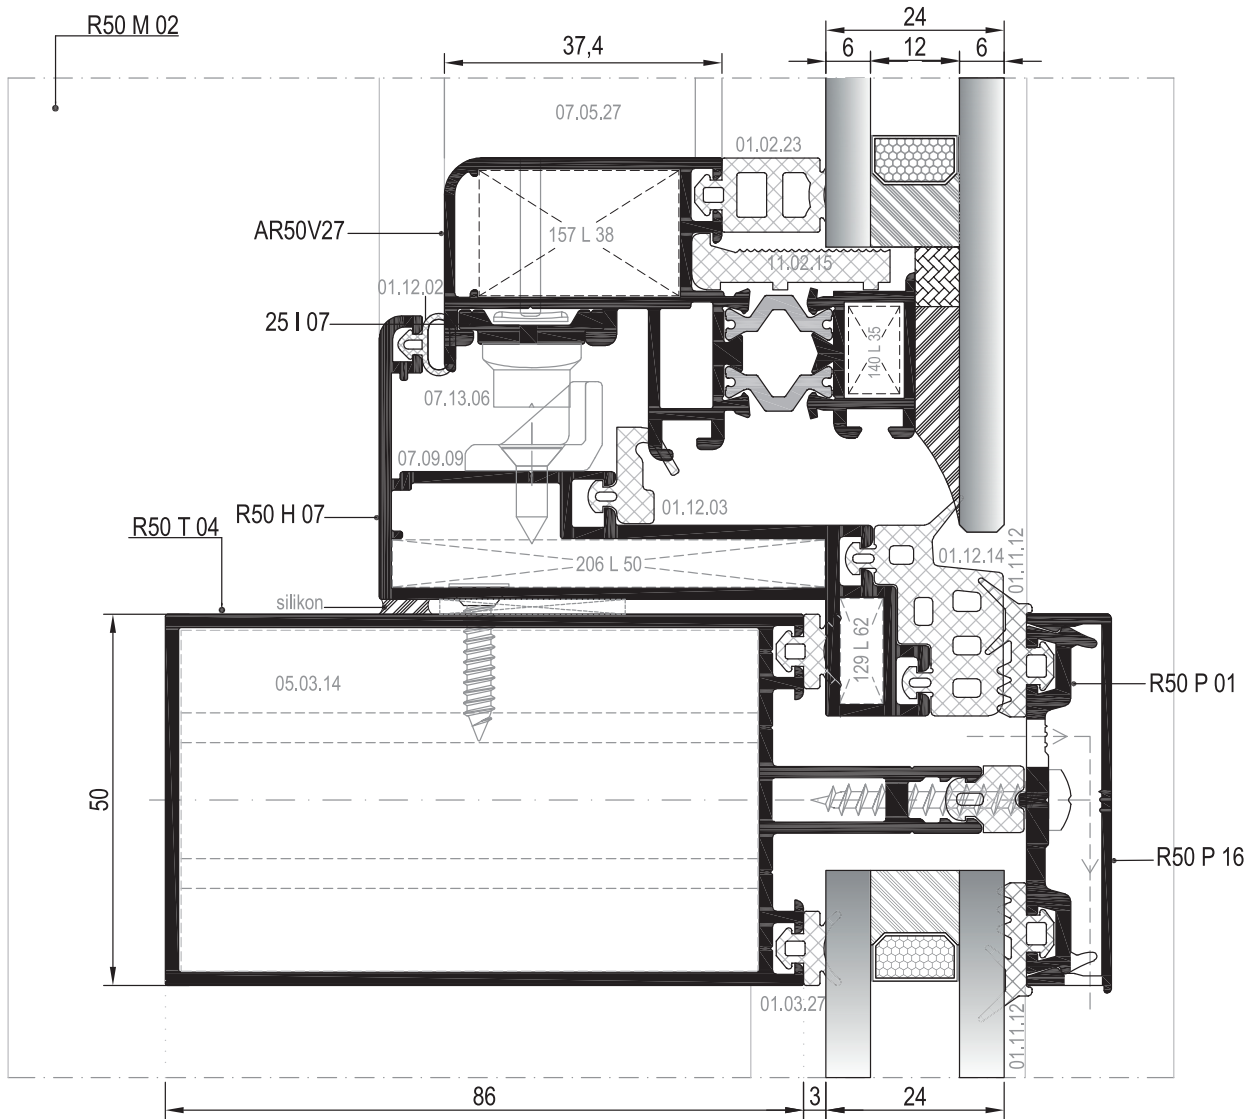 24
R50 M 02
37,4
6 12 6
07.05.27
01.02.23
AR50V27
157 L 38
11.02.15
01.12.02
25 I 07
140 L 35
07.13.06
07.09.09
01.12.03
R50 H 07
R50 T 04
206 L 50
01.12.14
01.11.12
silikon
129 L 62
05.03.14
R50 P 01
50
R50 P 16
01.03.27
01.11.12
86 3 24